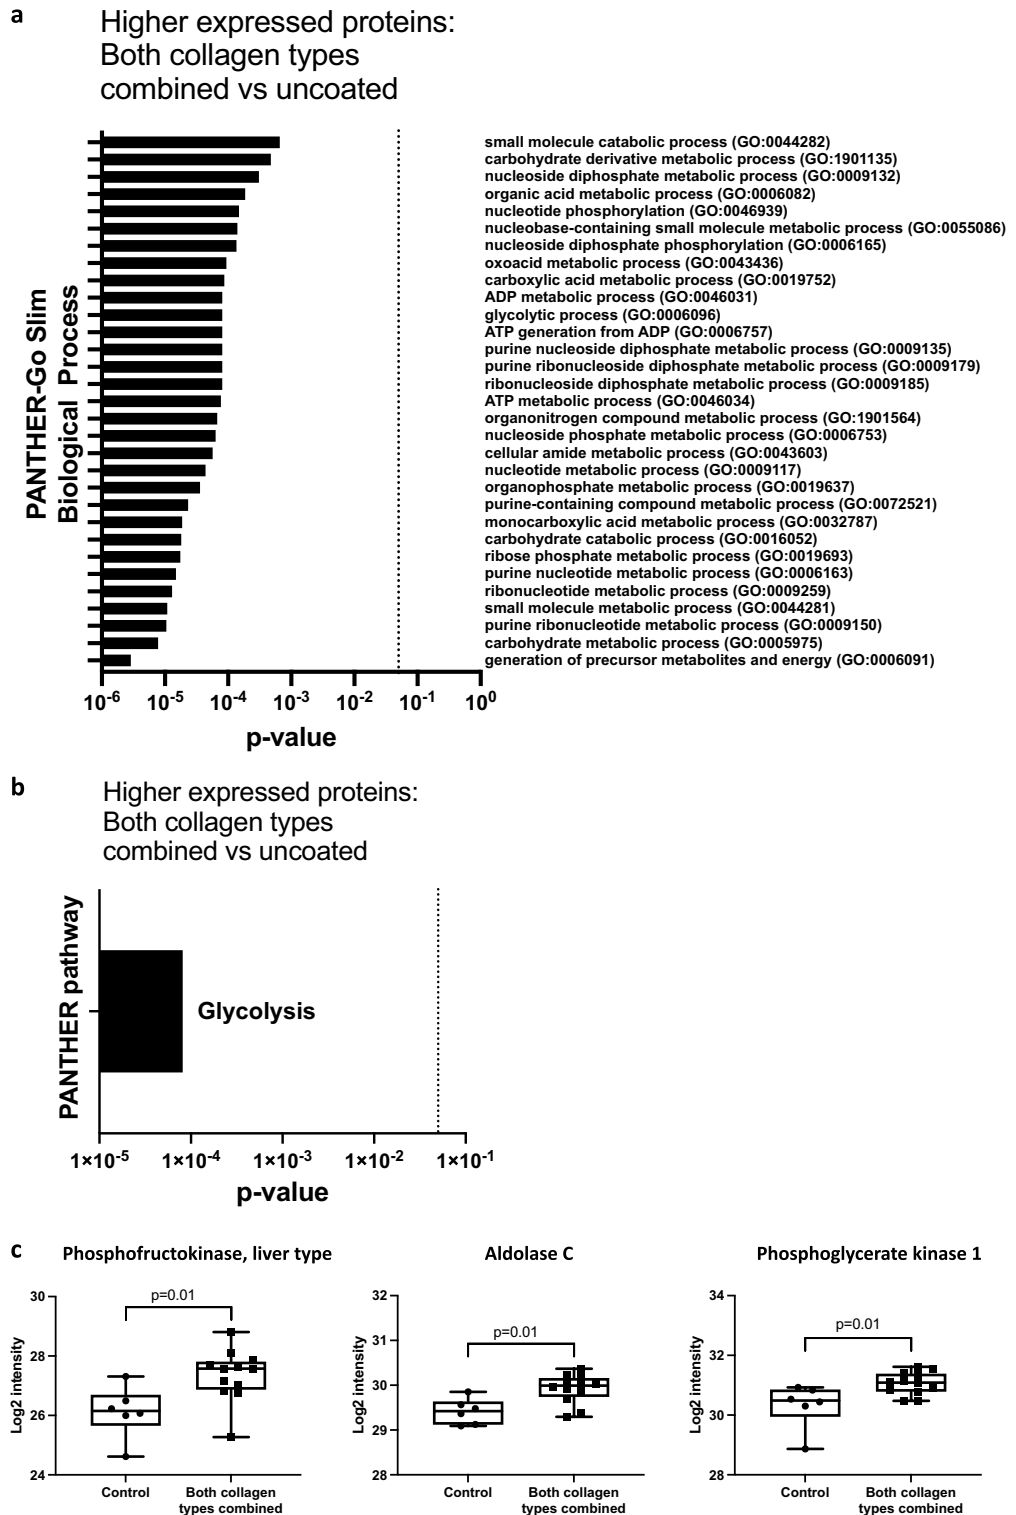 a
Higher expressed proteins:
Both collagen types
combined vs uncoated
PANTHER-Go Slim
Biological Process
small molecule catabolic process (GO:0044282)
carbohydrate derivative metabolic process (GO:1901135)
nucleoside diphosphate metabolic process (GO:0009132)
organic acid metabolic process (GO:0006082)
nucleotide phosphorylation (GO:0046939)
nucleobase-containing small molecule metabolic process (GO:0055086)
nucleoside diphosphate phosphorylation (GO:0006165)
oxoacid metabolic process (GO:0043436)
carboxylic acid metabolic process (GO:0019752)
ADP metabolic process (GO:0046031)
glycolytic process (GO:0006096)
ATP generation from ADP (GO:0006757)
purine nucleoside diphosphate metabolic process (GO:0009135)
purine ribonucleoside diphosphate metabolic process (GO:0009179)
ribonucleoside diphosphate metabolic process (GO:0009185)
ATP metabolic process (GO:0046034)
organonitrogen compound metabolic process (GO:1901564)
nucleoside phosphate metabolic process (GO:0006753)
cellular amide metabolic process (GO:0043603)
nucleotide metabolic process (GO:0009117)
organophosphate metabolic process (GO:0019637)
purine-containing compound metabolic process (GO:0072521)
monocarboxylic acid metabolic process (GO:0032787)
carbohydrate catabolic process (GO:0016052)
ribose phosphate metabolic process (GO:0019693)
purine nucleotide metabolic process (GO:0006163)
ribonucleotide metabolic process (GO:0009259)
small molecule metabolic process (GO:0044281)
purine ribonucleotide metabolic process (GO:0009150)
carbohydrate metabolic process (GO:0005975)
generation of precursor metabolites and energy (GO:0006091)
10⁻⁶ 10⁻⁵ 10⁻⁴ 10⁻³ 10⁻² 10⁻¹ 10⁰
p-value
b
Higher expressed proteins:
Both collagen types
combined vs uncoated
PANTHER pathway
Glycolysis
1×10⁻⁵ 1×10⁻⁴ 1×10⁻³ 1×10⁻² 1×10⁻¹
p-value
c
Phosphofructokinase, liver type
Log2 intensity
30
28
26
24
p=0.01
Control
Both collagen
types combined
Aldolase C
Log2 intensity
32
31
30
29
28
p=0.01
Control
Both collagen
types combined
Phosphoglycerate kinase 1
Log2 intensity
34
32
30
28
p=0.01
Control
Both collagen
types combined